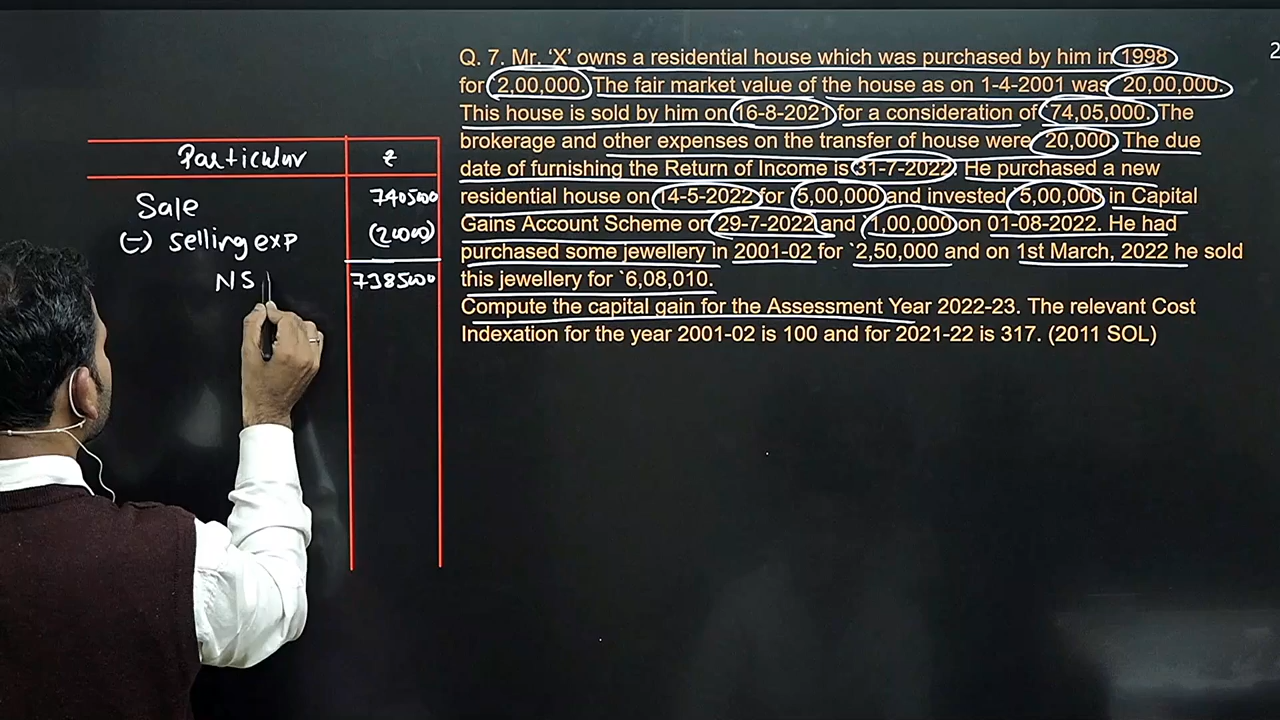 2
Q. 7. Mr. ‘X’ owns a residential house which was purchased by him in 1998
for `2,00,000. The fair market value of the house as on 1-4-2001 was `20,00,000.
This house is sold by him on 16-8-2021 for a consideration of `74,05,000. The
brokerage and other expenses on the transfer of house were `20,000. The due
date of furnishing the Return of Income is 31-7-2022. He purchased a new
residential house on 14-5-2022 for `5,00,000 and invested `5,00,000 in Capital
Gains Account Scheme on 29-7-2022 and `1,00,000 on 01-08-2022. He had
purchased some jewellery in 2001-02 for `2,50,000 and on 1st March, 2022 he sold
this jewellery for `6,08,010.
Compute the capital gain for the Assessment Year 2022-23. The relevant Cost
Indexation for the year 2001-02 is 100 and for 2021-22 is 317. (2011 SOL)
Particular ₹
Sale 7405000
(-) Selling exp (20000)
NS 7385000